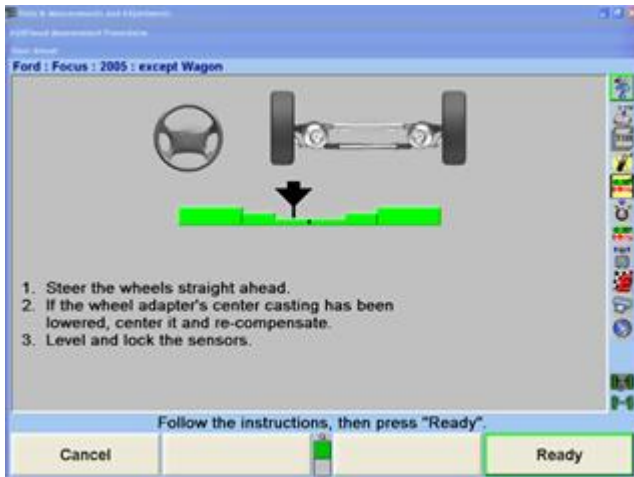 Ford : Focus : 2005 : except Wagon
1. Steer the wheels straight ahead.
2. If the wheel adapter's center casting has been
lowered, center it and re-compensate.
3. Level and lock the sensors.
Follow the instructions, then press "Ready".
Cancel
Ready